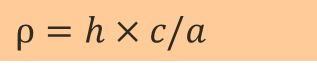 ρ = h × c/a